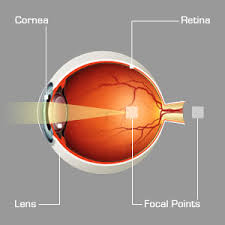 Cornea
Retina
Lens
Focal Points